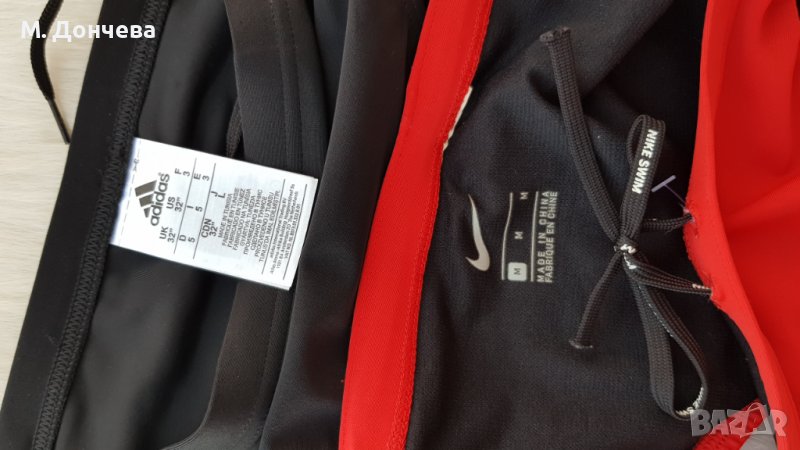 М. Дончева
adidas
UK US F
32" 32" 3
D I E
5 5 3
CDN J
32" L
NIKE SWIM
M M M
MADE IN CHINA
FABRIQUE EN CHINE
BAZAR